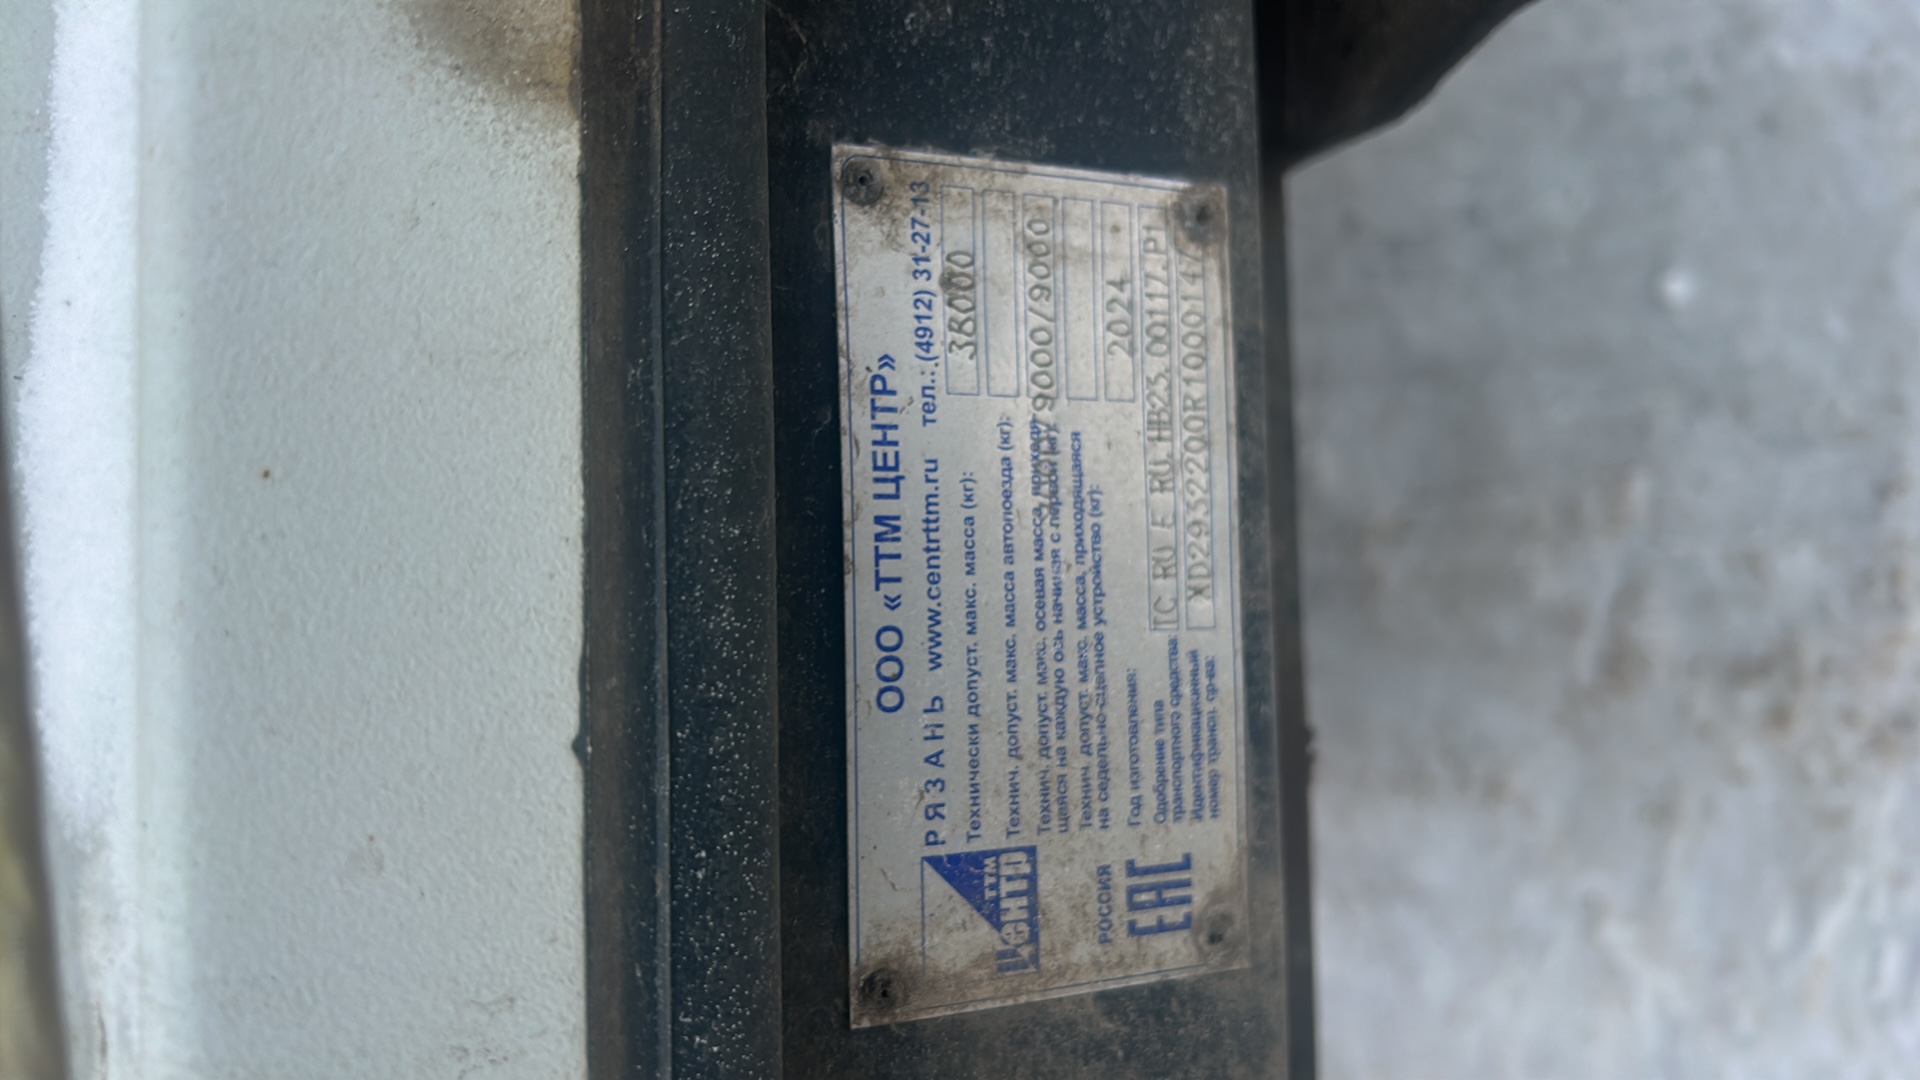 ООО «ТТМ ЦЕНТР»
РЯЗАНЬ www.centrttm.ru тел.: (4912) 31-27-13
Технически допуст. макс. масса (кг): 38000
Технич. допуст. макс. масса автопоезда (кг):
Технич. допуст. макс. осевая масса,
щаяся на каждую ось начиная с первой 9000/9000
Технич. допуст. макс. масса, приходящаяся
на седельно-сцепное устройство (кг):
Год изготовления: 2024
Одобрение типа
транспортного средства: TC RU E RU.НВ23.00117.Р1
Идентификационный
номер трансп. ср-ва:
ТТМ
Центр
РОССИЯ
ЕАС